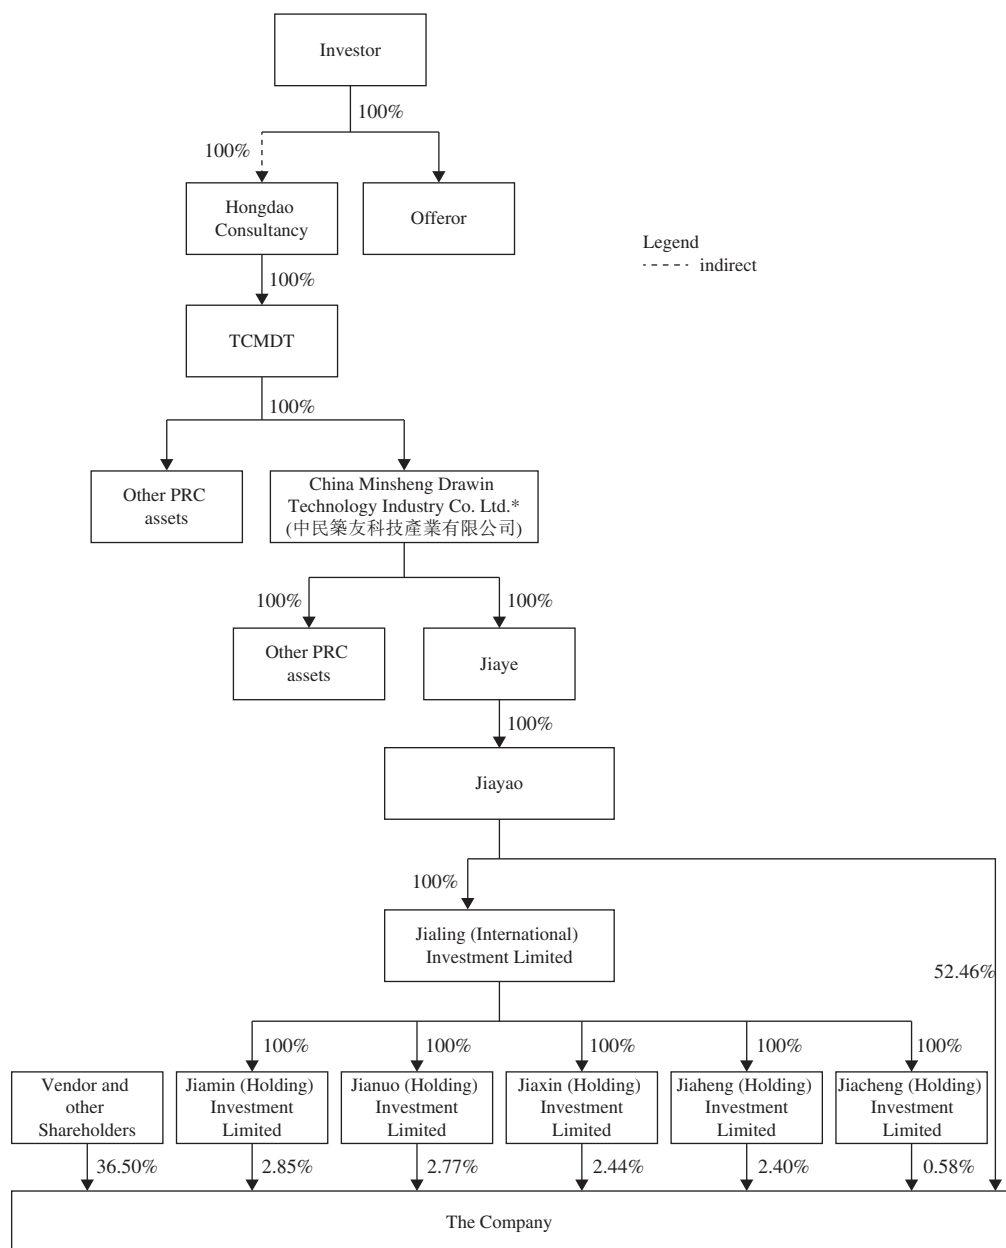 Investor
100%
100%
Hongdao
Consultancy
Offeror
Legend
indirect
100%
TCMDT
100%
Other PRC
assets
China Minsheng Drawin
Technology Industry Co. Ltd.*
(中民築友科技產業有限公司)
100%
100%
Other PRC
assets
Jiaye
100%
Jiayao
100%
Jialing (International)
Investment Limited
52.46%
100%
100%
100%
100%
100%
Vendor and
other
Shareholders
Jiamin (Holding)
Investment
Limited
Jianuo (Holding)
Investment
Limited
Jiaxin (Holding)
Investment
Limited
Jiaheng (Holding)
Investment
Limited
Jiacheng (Holding)
Investment
Limited
36.50%
2.85%
2.77%
2.44%
2.40%
0.58%
The Company